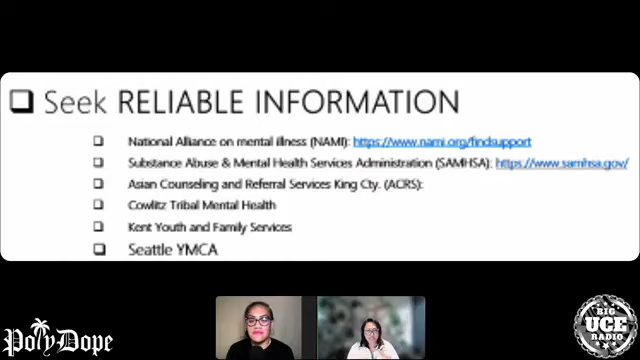 Seek RELIABLE INFORMATION
National Alliance on mental illness (NAMI): https://www.nami.org/findsupport
Substance Abuse & Mental Health Services Administration (SAMHSA): https://www.samhsa.gov/
Asian Counseling and Referral Services King Cty. (ACRS):
Cowlitz Tribal Mental Health
Kent Youth and Family Services
Seattle YMCA
PolyDope
BIG
UCE
RADIO